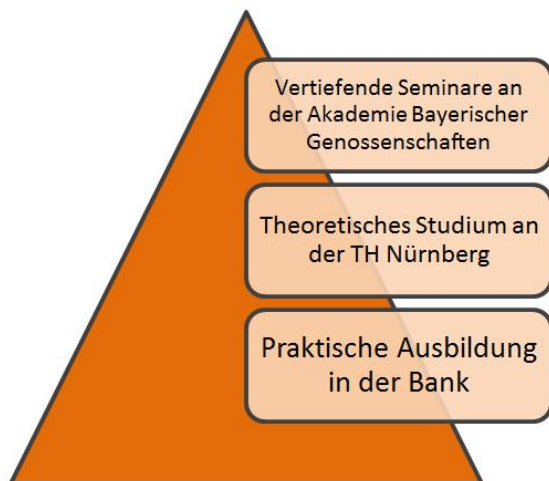 Vertiefende Seminare an
der Akademie Bayerischer
Genossenschaften
Theoretisches Studium an
der TH Nürnberg
Praktische Ausbildung
in der Bank